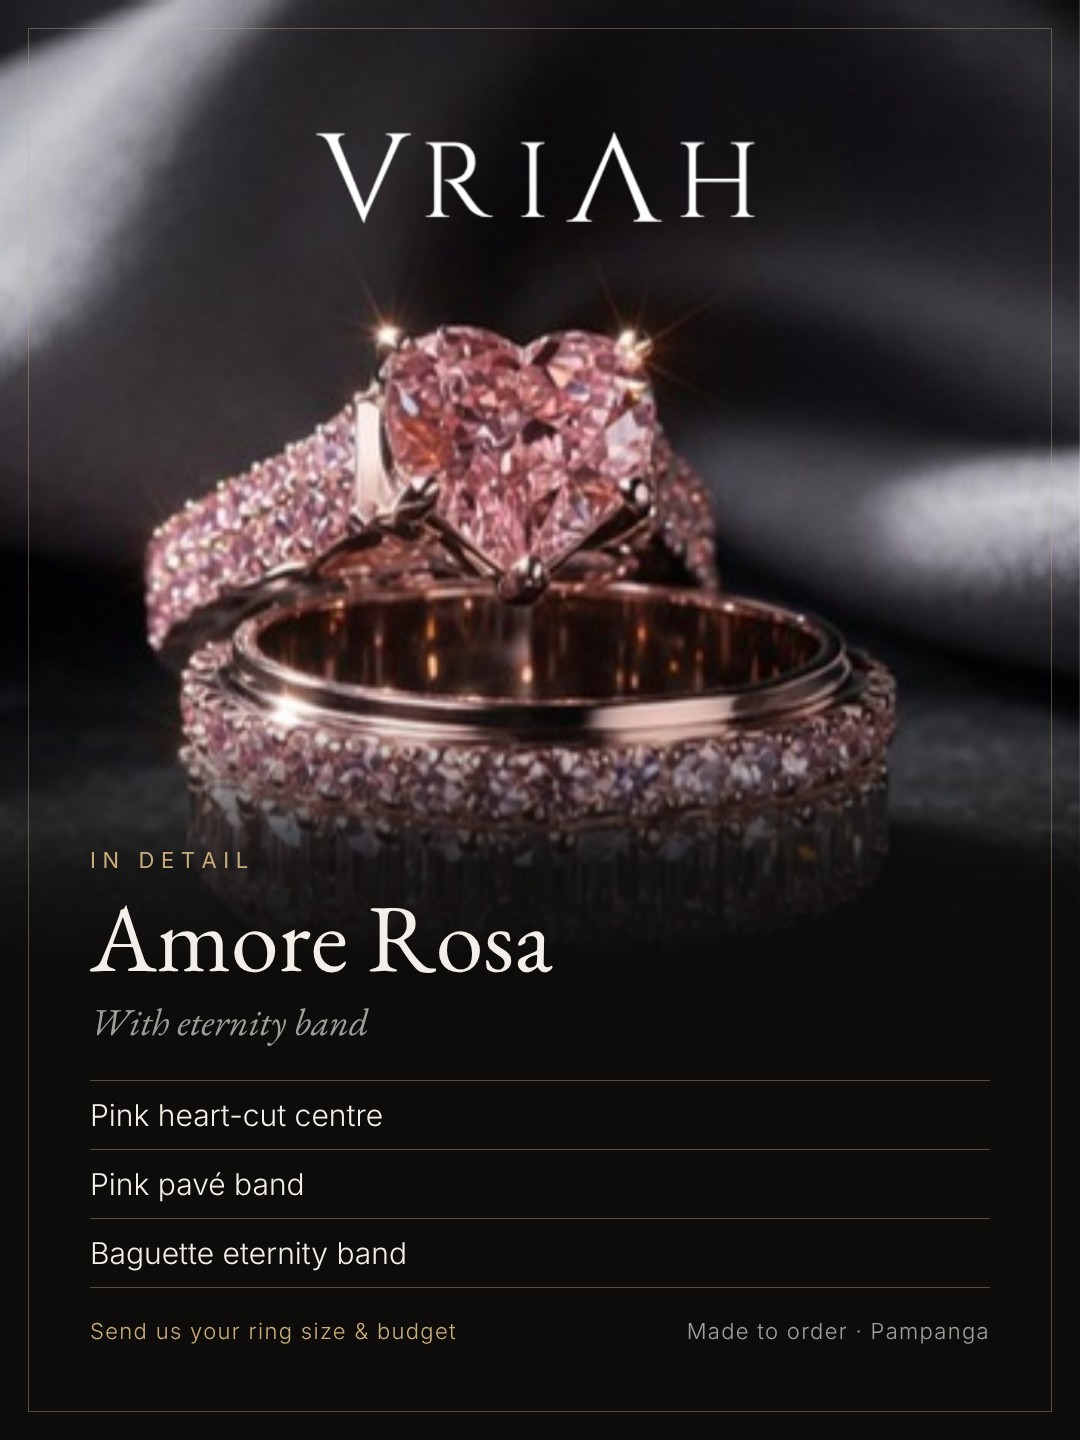 VRIAH
IN DETAIL
Amore Rosa
With eternity band
Pink heart-cut centre
Pink pavé band
Baguette eternity band
Send us your ring size & budget
Made to order · Pampanga